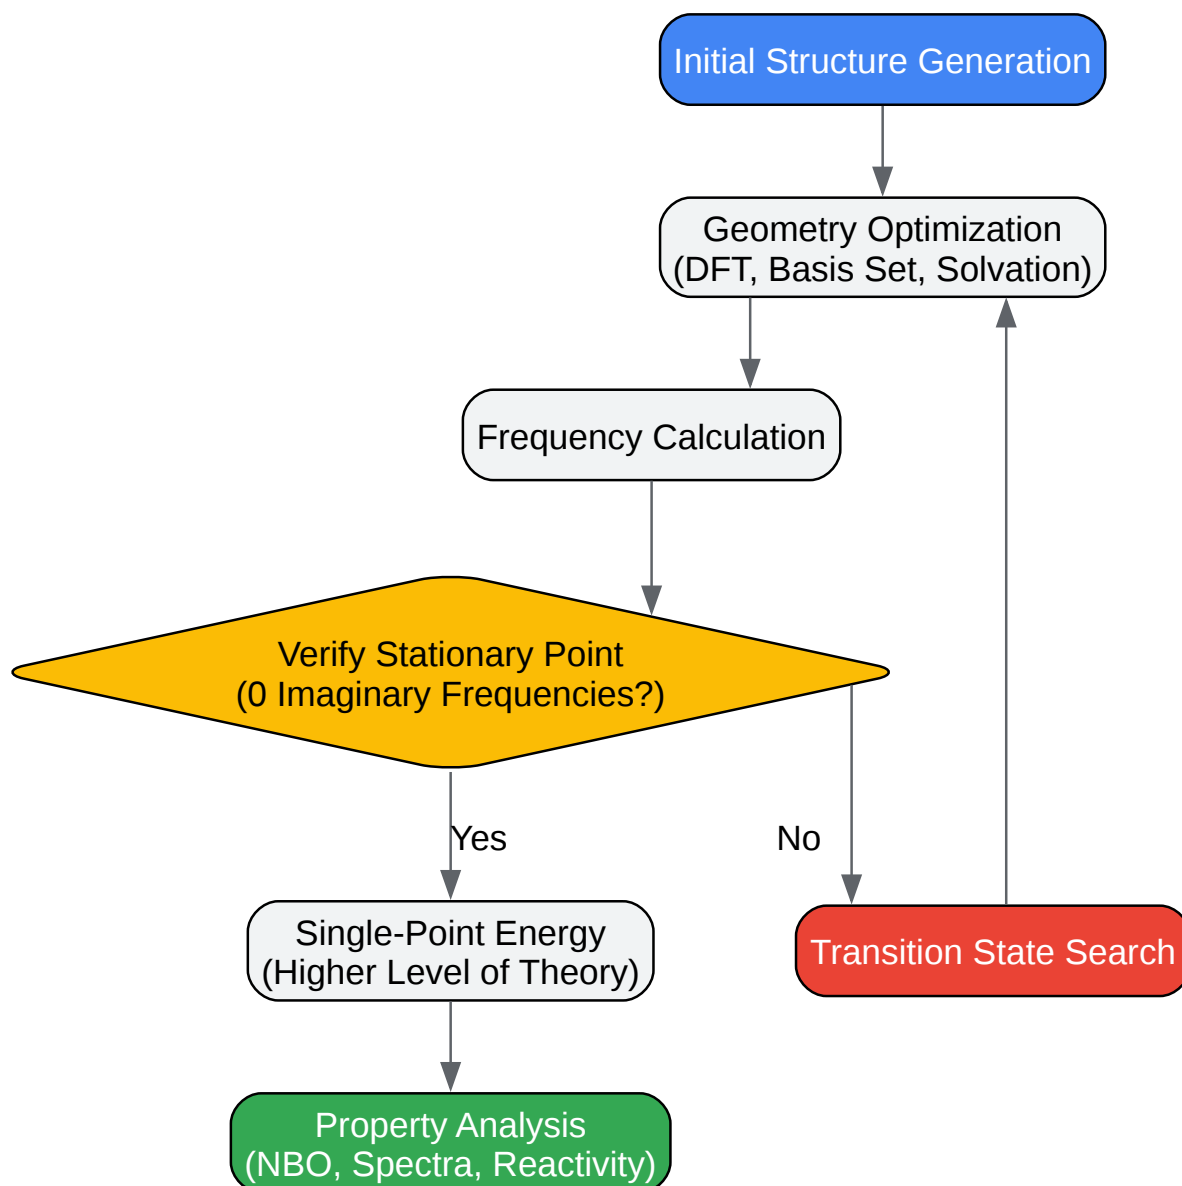 Initial Structure Generation
Geometry Optimization
(DFT, Basis Set, Solvation)
Frequency Calculation
Verify Stationary Point
(0 Imaginary Frequencies?)
Yes
No
Single-Point Energy
(Higher Level of Theory)
Transition State Search
Property Analysis
(NBO, Spectra, Reactivity)